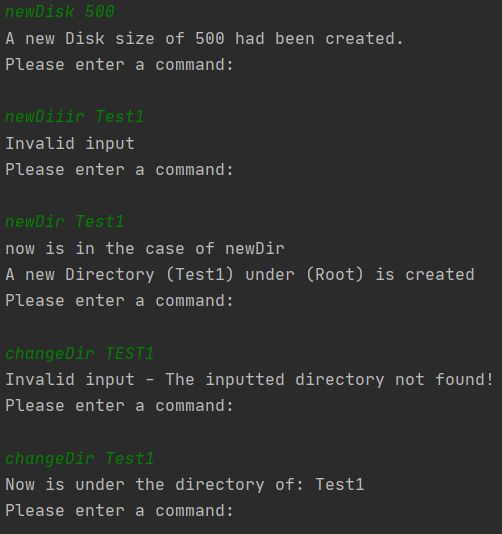 newDisk 500
A new Disk size of 500 had been created.
Please enter a command:
newDiiir Test1
Invalid input
Please enter a command:
newDir Test1
now is in the case of newDir
A new Directory (Test1) under (Root) is created
Please enter a command:
changeDir TEST1
Invalid input – The inputted directory not found!
Please enter a command:
changeDir Test1
Now is under the directory of: Test1
Please enter a command: